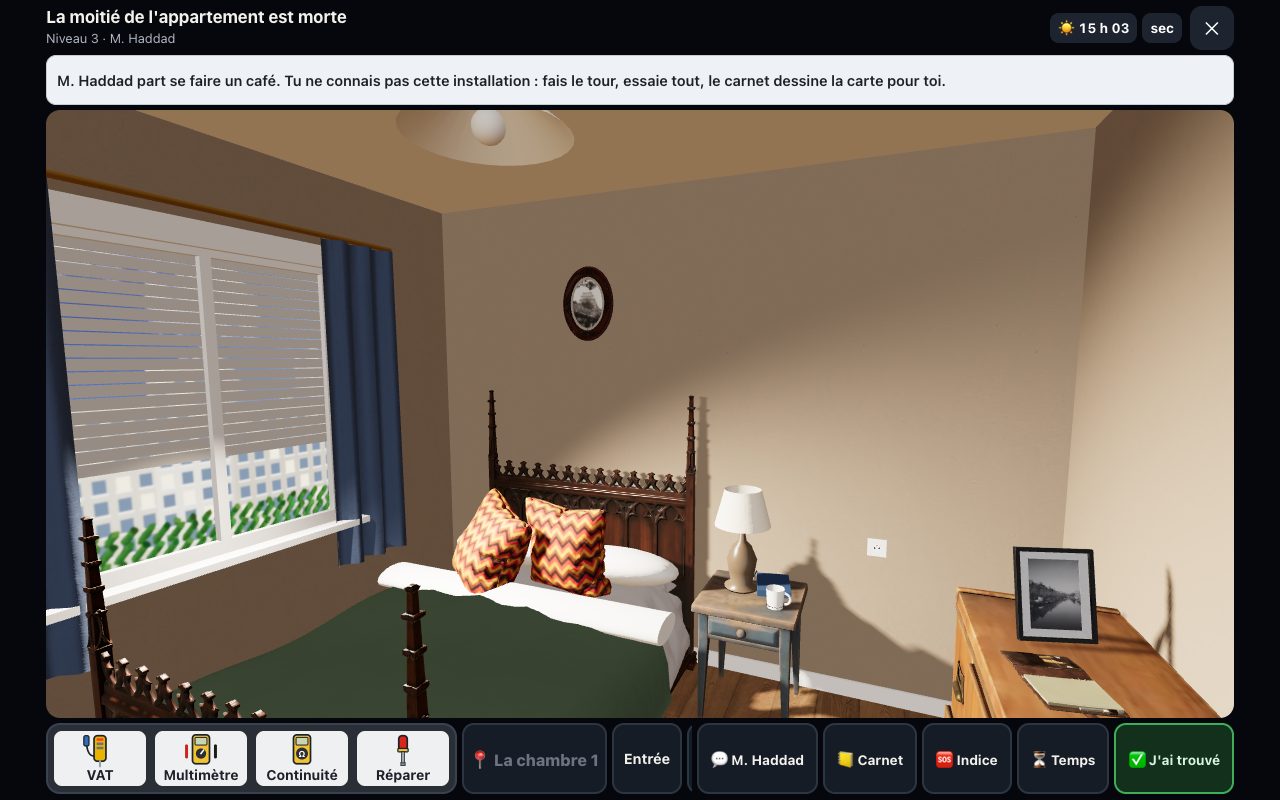 La moitié de l'appartement est morte
Niveau 3 · M. Haddad
15 h 03
sec
M. Haddad part se faire un café. Tu ne connais pas cette installation : fais le tour, essaie tout, le carnet dessine la carte pour toi.
VAT
Multimètre
Continuité
Réparer
La chambre 1
Entrée
M. Haddad
Carnet
SOS
Indice
Temps
J'ai trouvé